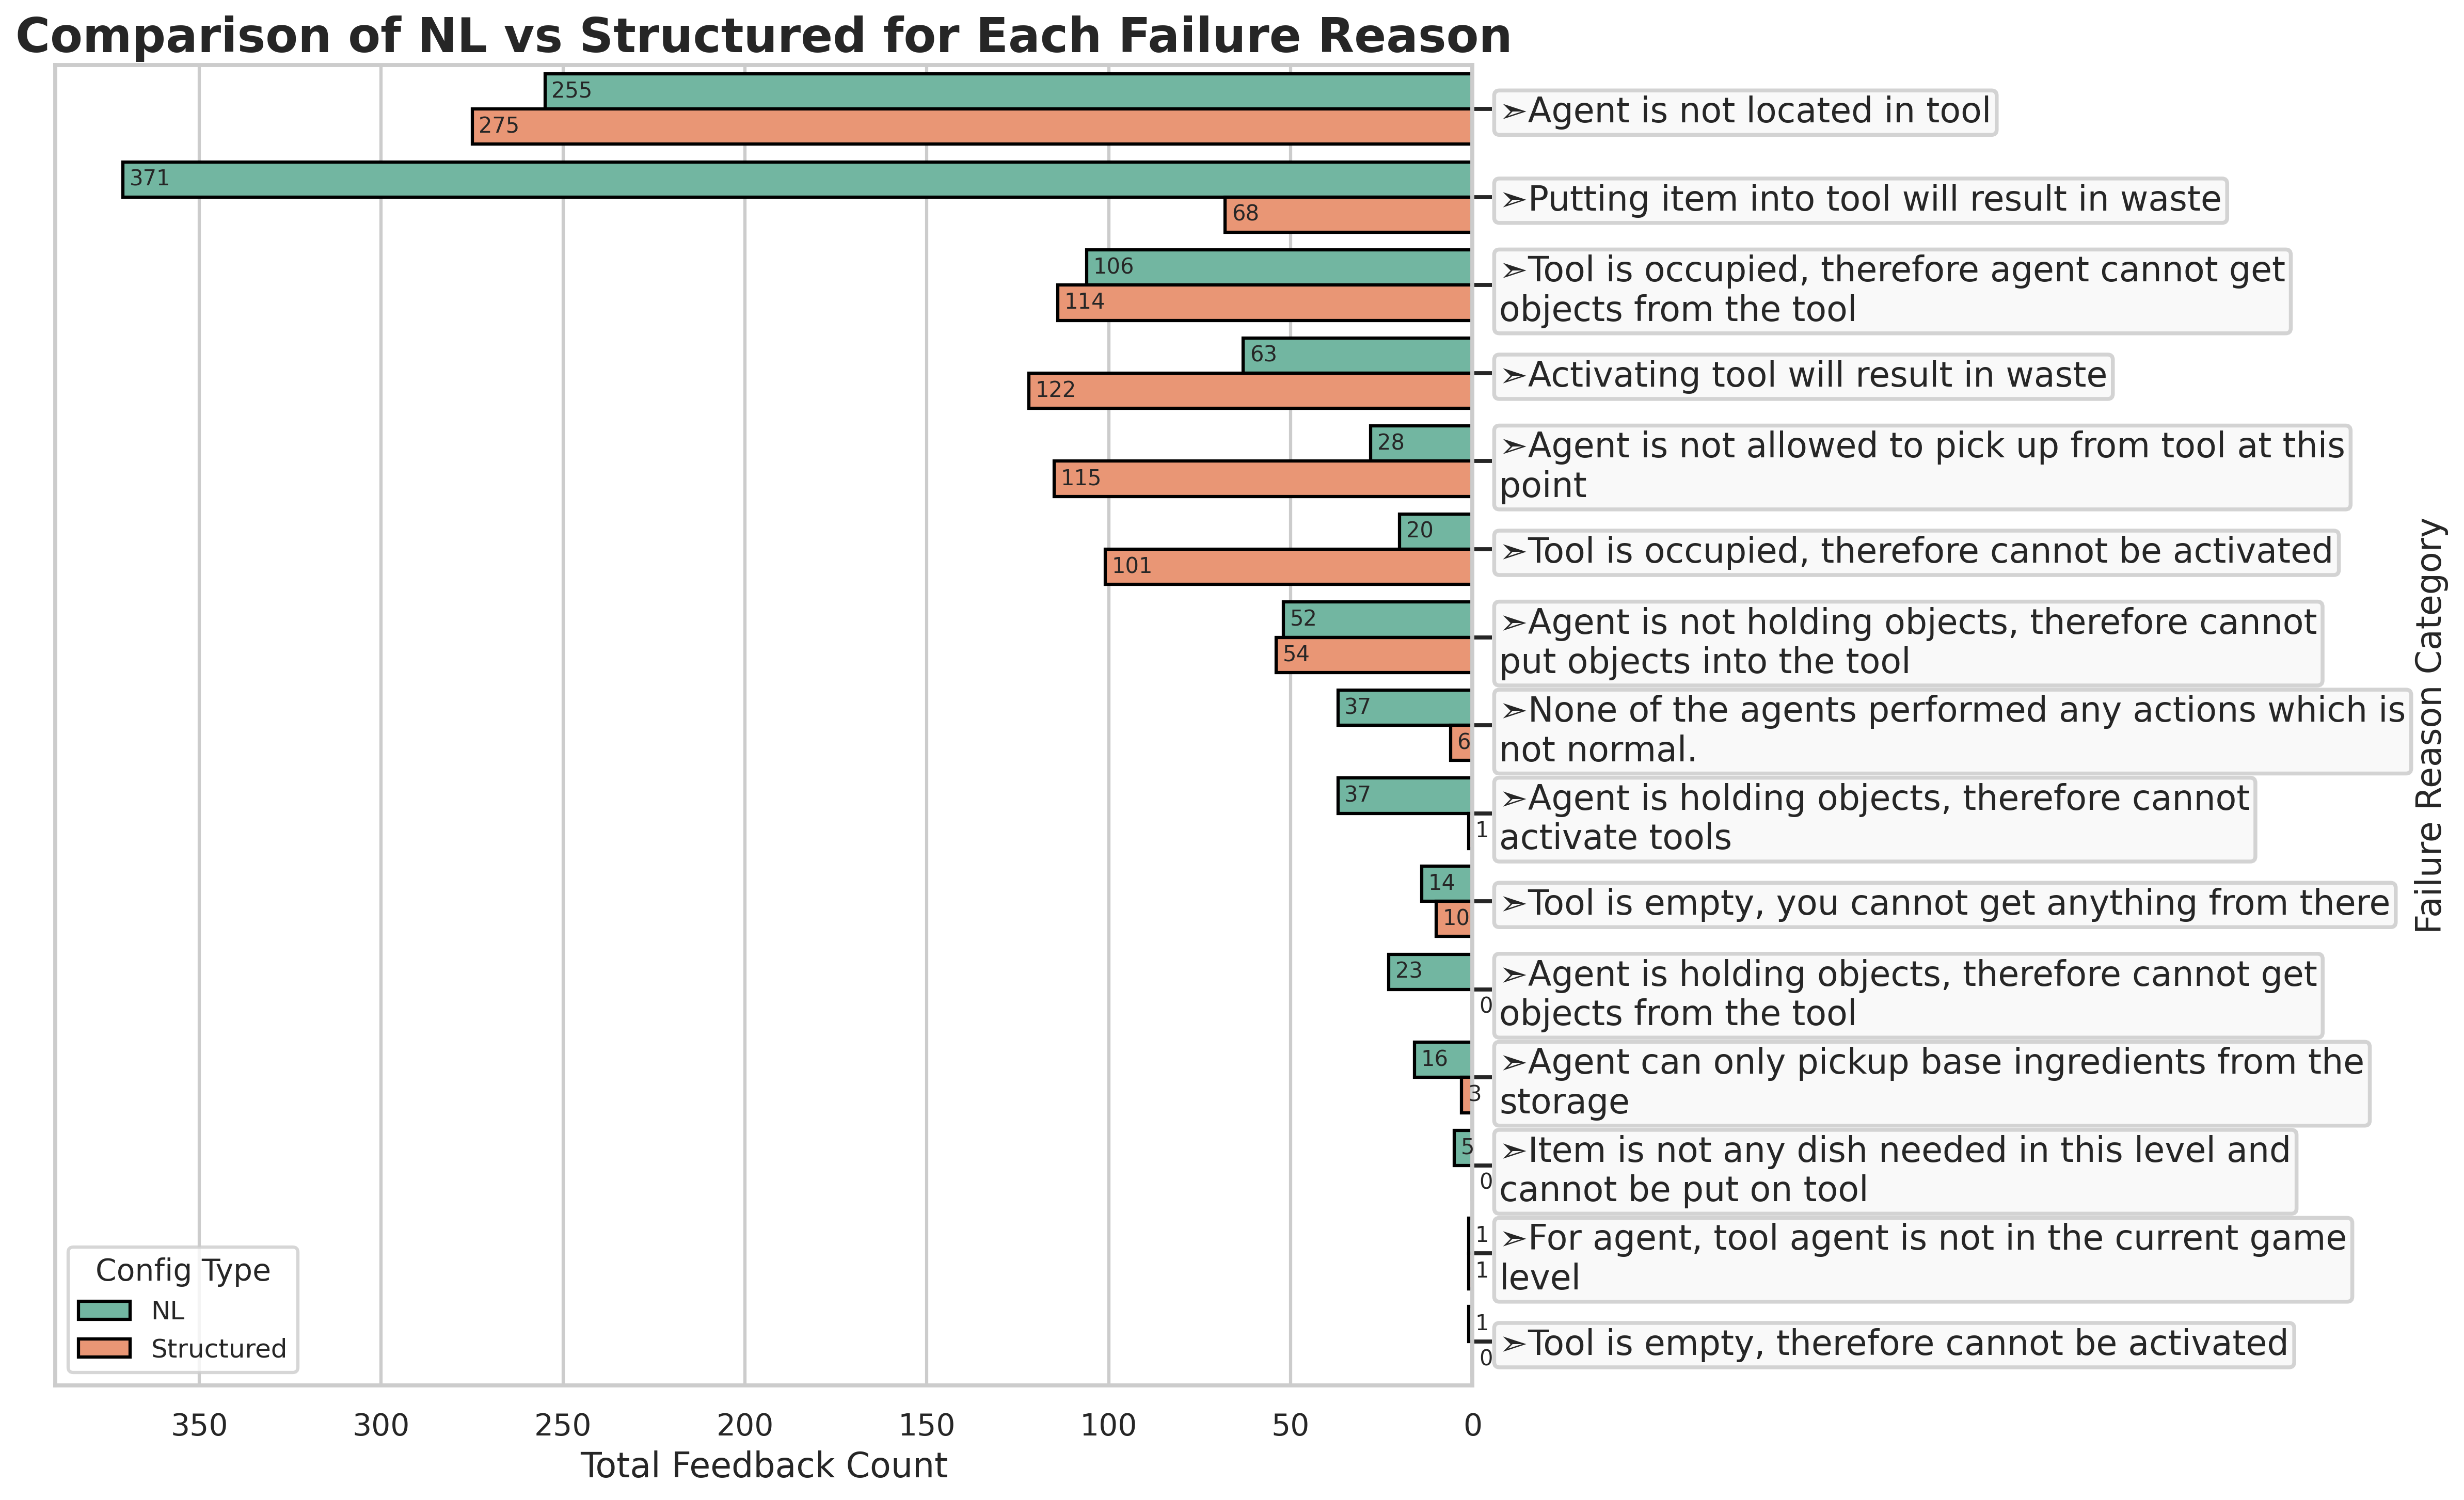 Comparison of NL vs Structured for Each Failure Reason
255
275
➣Agent is not located in tool
371
68
➣Putting item into tool will result in waste
106
114
➣Tool is occupied, therefore agent cannot get
objects from the tool
63
122
➣Activating tool will result in waste
28
115
➣Agent is not allowed to pick up from tool at this
point
20
101
➣Tool is occupied, therefore cannot be activated
52
54
➣Agent is not holding objects, therefore cannot
put objects into the tool
37
6
➣None of the agents performed any actions which is
not normal.
37
1
➣Agent is holding objects, therefore cannot
activate tools
14
10
➣Tool is empty, you cannot get anything from there
23
0
➣Agent is holding objects, therefore cannot get
objects from the tool
16
3
➣Agent can only pickup base ingredients from the
storage
5
0
➣Item is not any dish needed in this level and
cannot be put on tool
1
1
➣For agent, tool agent is not in the current game
level
1
0
➣Tool is empty, therefore cannot be activated
Failure Reason Category
Config Type
NL
Structured
350 300 250 200 150 100 50 0
Total Feedback Count